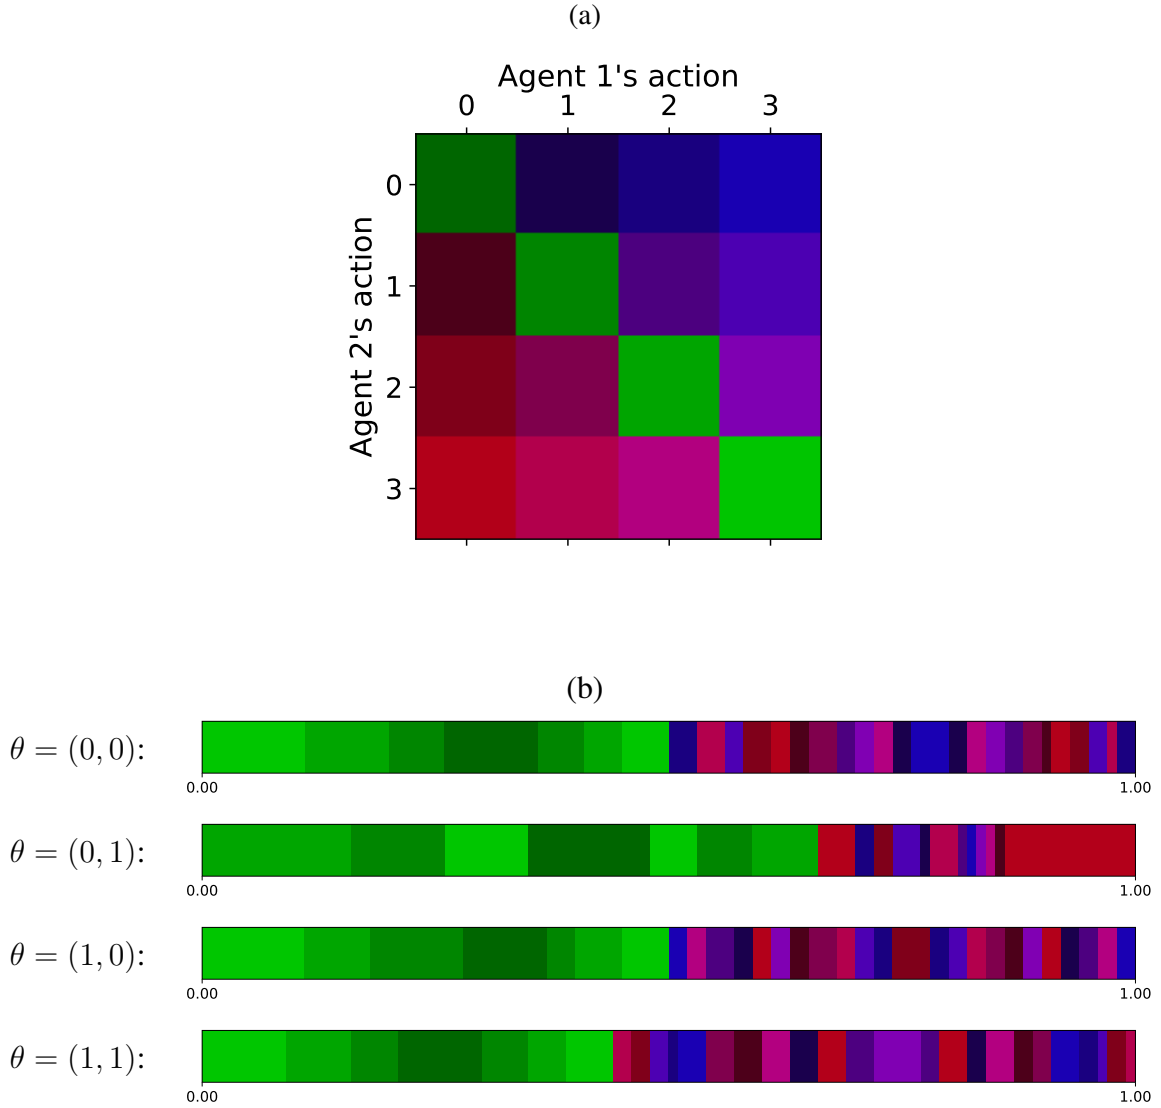 (a)
Agent 1's action
0 1 2 3
Agent 2's action
0
1
2
3
(b)
θ = (0, 0):
0.00 1.00
θ = (0, 1):
0.00 1.00
θ = (1, 0):
0.00 1.00
θ = (1, 1):
0.00 1.00